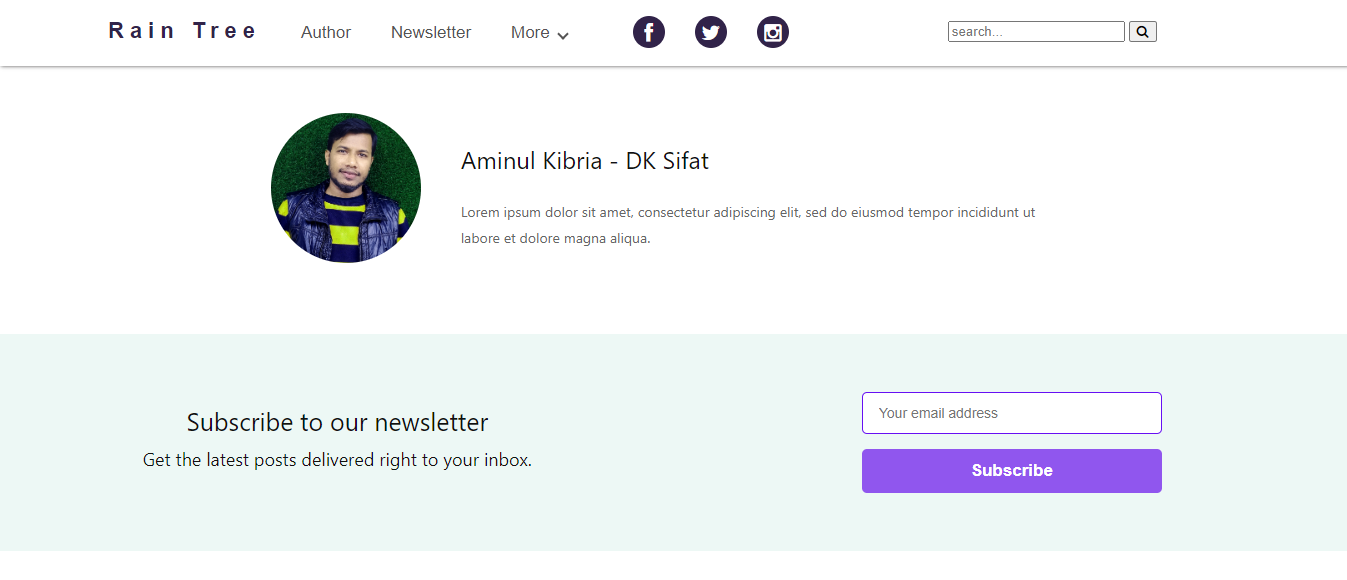 Rain Tree Author Newsletter More search...
Aminul Kibria - DK Sifat
Lorem ipsum dolor sit amet, consectetur adipiscing elit, sed do eiusmod tempor incididunt ut
labore et dolore magna aliqua.
Subscribe to our newsletter
Get the latest posts delivered right to your inbox.
Your email address
Subscribe